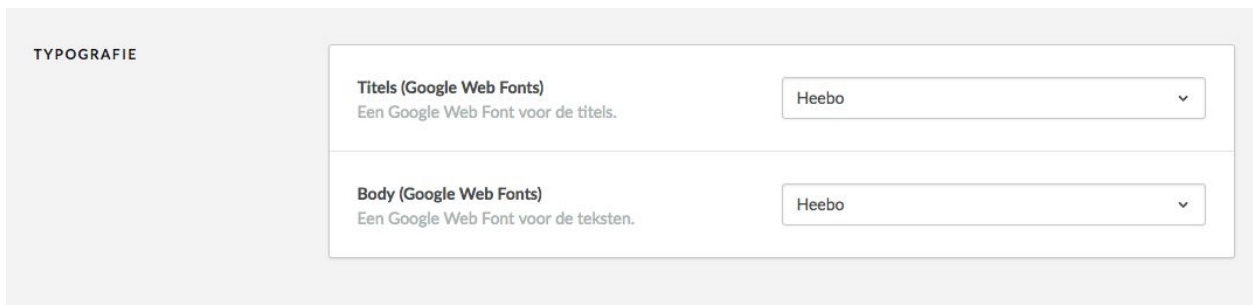 TYPOGRAFIE
Titels (Google Web Fonts)
Een Google Web Font voor de titels.
Heebo
Body (Google Web Fonts)
Een Google Web Font voor de teksten.
Heebo